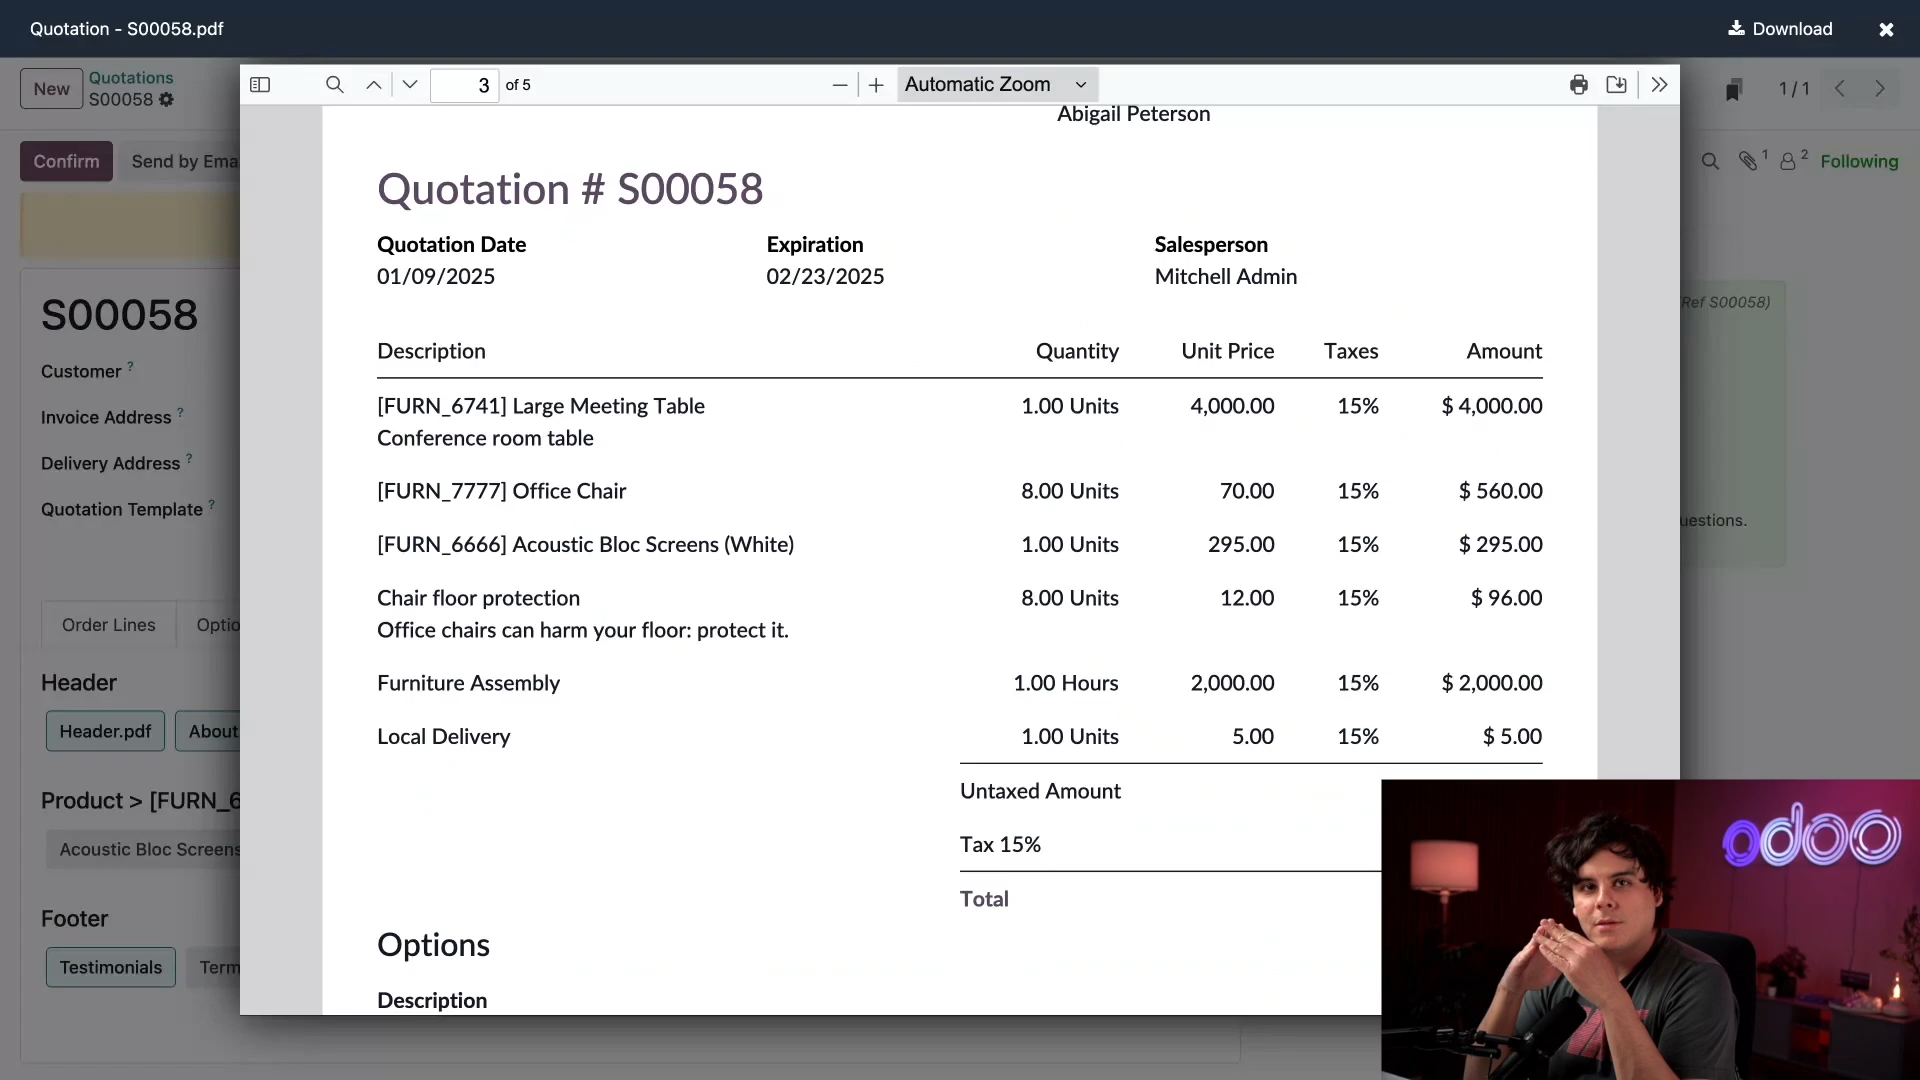 Quotation - S00058.pdf
Download
New
Quotations
S00058
3 of 5
Automatic Zoom
1 / 1
Confirm
Send by Ema
1
2
Following
Abigail Peterson
Quotation # S00058
Quotation Date
Expiration
Salesperson
01/09/2025
02/23/2025
Mitchell Admin
S00058
Ref S00058)
Customer ?
Invoice Address ?
Delivery Address ?
Quotation Template ?
uestions.
Description Quantity Unit Price Taxes Amount
[FURN_6741] Large Meeting Table 1.00 Units 4,000.00 15% $ 4,000.00
Conference room table
[FURN_7777] Office Chair 8.00 Units 70.00 15% $ 560.00
[FURN_6666] Acoustic Bloc Screens (White) 1.00 Units 295.00 15% $ 295.00
Chair floor protection 8.00 Units 12.00 15% $ 96.00
Office chairs can harm your floor: protect it.
Furniture Assembly 1.00 Hours 2,000.00 15% $ 2,000.00
Local Delivery 1.00 Units 5.00 15% $ 5.00
Untaxed Amount
Tax 15%
Total
Options
Description
Order Lines
Optio
Header
Header.pdf
About
Product > [FURN_6
Acoustic Bloc Screens
Footer
Testimonials
Term
odoo